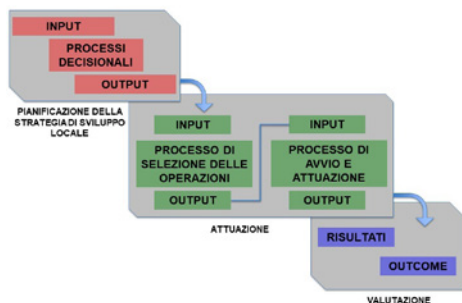 INPUT
PROCESSI
DECISIONALI
OUTPUT
PIANIFICAZIONE DELLA
STRATEGIA DI SVILUPPO
LOCALE
INPUT
PROCESSO DI
SELEZIONE DELLE
OPERAZIONI
OUTPUT
INPUT
PROCESSO DI
AVVIO E
ATTUAZIONE
OUTPUT
ATTUAZIONE
RISULTATI
OUTCOME
VALUTAZIONE